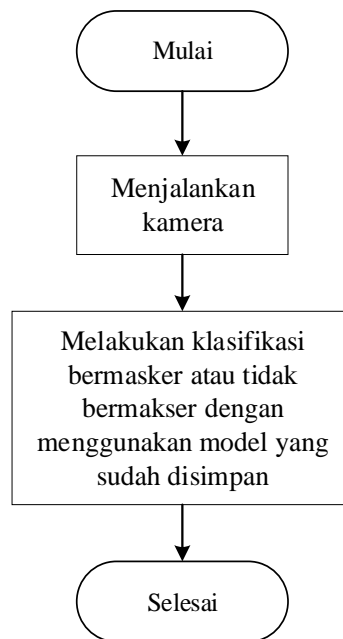 Mulai
Menjalankan
kamera
Melakukan klasifikasi
bermasker atau tidak
bermakser dengan
menggunakan model yang
sudah disimpan
Selesai